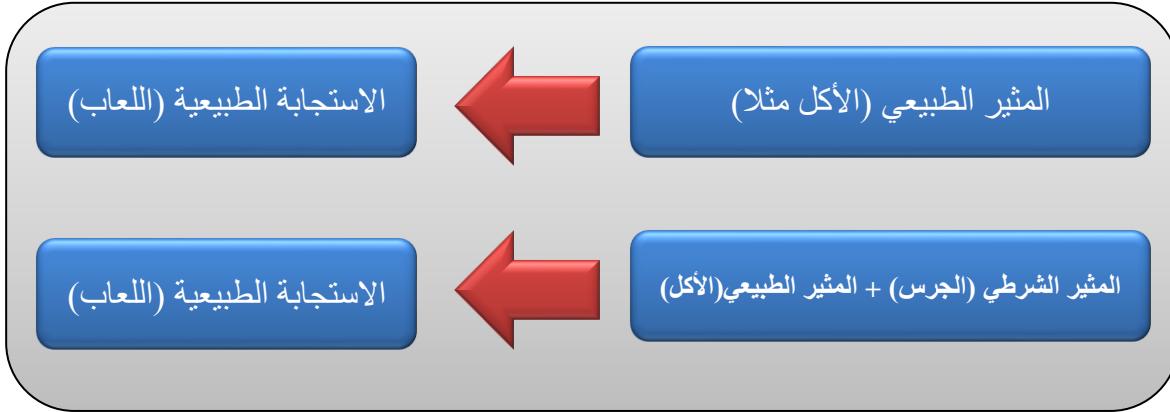 المثير الطبيعي (الأكل مثلا)
الاستجابة الطبيعية (اللعاب)
المثير الشرطي (الجرس) + المثير الطبيعي(الأكل)
الاستجابة الطبيعية (اللعاب)